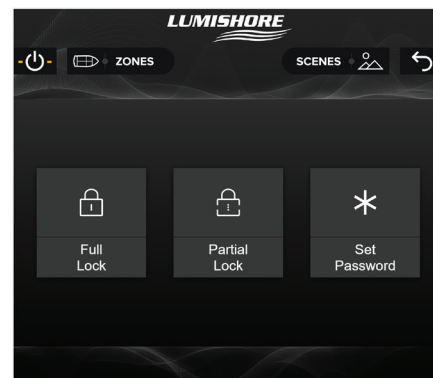 LUMISHORE
ZONES
SCENES
Full
Lock
Partial
Lock
Set
Password